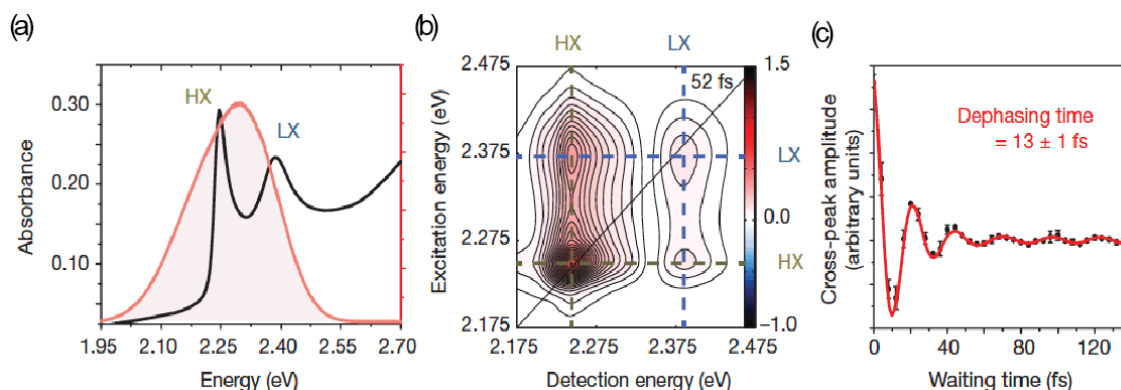 (a)
Absorbance
0.30
0.20
0.10
HX
LX
1.95 2.10 2.25 2.40 2.55 2.70
Energy (eV)
(b)
HX
LX
Excitation energy (eV)
2.475
2.375
2.275
2.175
52 fs
LX
HX
1.5
0.0
−1.0
2.175 2.275 2.375 2.475
Detection energy (eV)
(c)
Cross-peak amplitude
(arbitrary units)
Dephasing time
= 13 ± 1 fs
0 40 80 120
Waiting time (fs)